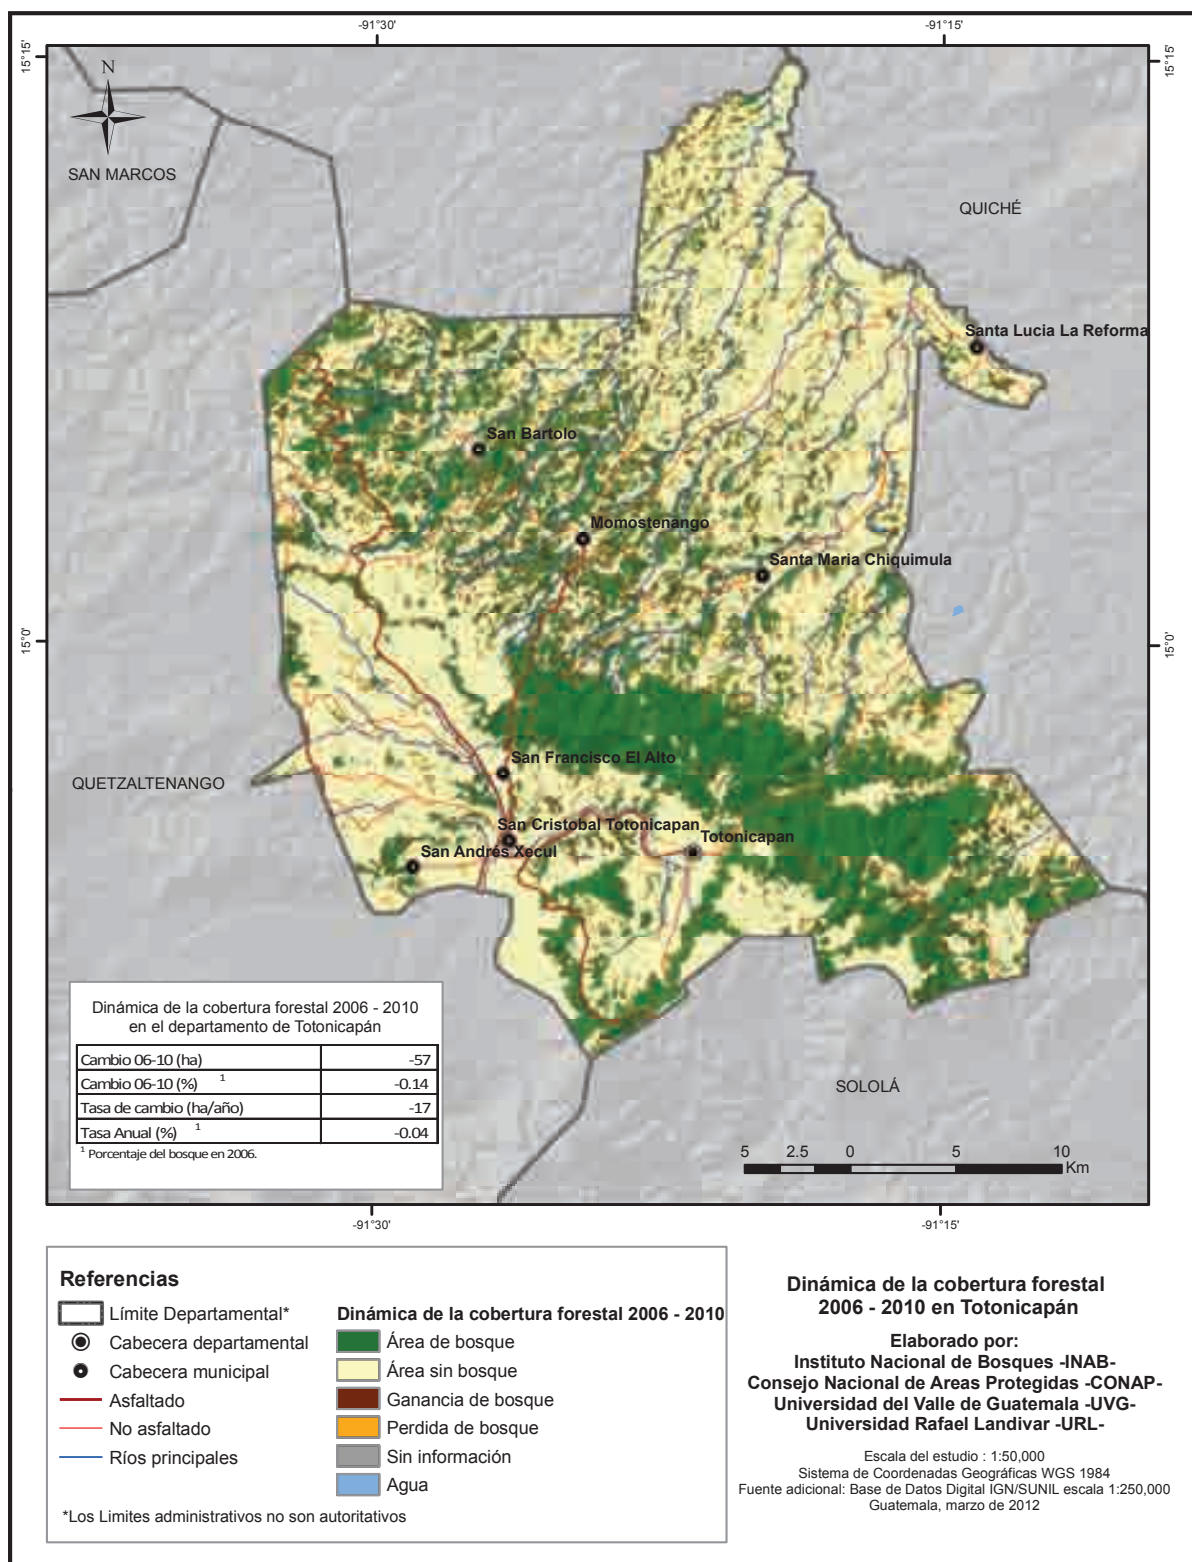 -91°30'
-91°15'
15°15'
15°15'
N
SAN MARCOS
QUICHÉ
Santa Lucia La Reforma
San Bartolo
Momostenango
Santa Maria Chiquimula
15°0'
15°0'
San Francisco El Alto
QUETZALTENANGO
San Cristobal Totonicapan
Totonicapan
San Andrés Xecul
Dinámica de la cobertura forestal 2006 - 2010
en el departamento de Totonicapán
Cambio 06-10 (ha) -57
Cambio 06-10 (%) 1 -0.14
Tasa de cambio (ha/año) -17
Tasa Anual (%) 1 -0.04
1 Porcentaje del bosque en 2006.
SOLOLÁ
5 2.5 0 5 10
Km
-91°30'
-91°15'
Referencias
Límite Departamental*
Cabecera departamental
Cabecera municipal
Asfaltado
No asfaltado
Ríos principales
Dinámica de la cobertura forestal 2006 - 2010
Área de bosque
Área sin bosque
Ganancia de bosque
Perdida de bosque
Sin información
Agua
*Los Limites administrativos no son autoritativos
Dinámica de la cobertura forestal
2006 - 2010 en Totonicapán
Elaborado por:
Instituto Nacional de Bosques -INAB-
Consejo Nacional de Areas Protegidas -CONAP-
Universidad del Valle de Guatemala -UVG-
Universidad Rafael Landivar -URL-
Escala del estudio : 1:50,000
Sistema de Coordenadas Geográficas WGS 1984
Fuente adicional: Base de Datos Digital IGN/SUNIL escala 1:250,000
Guatemala, marzo de 2012